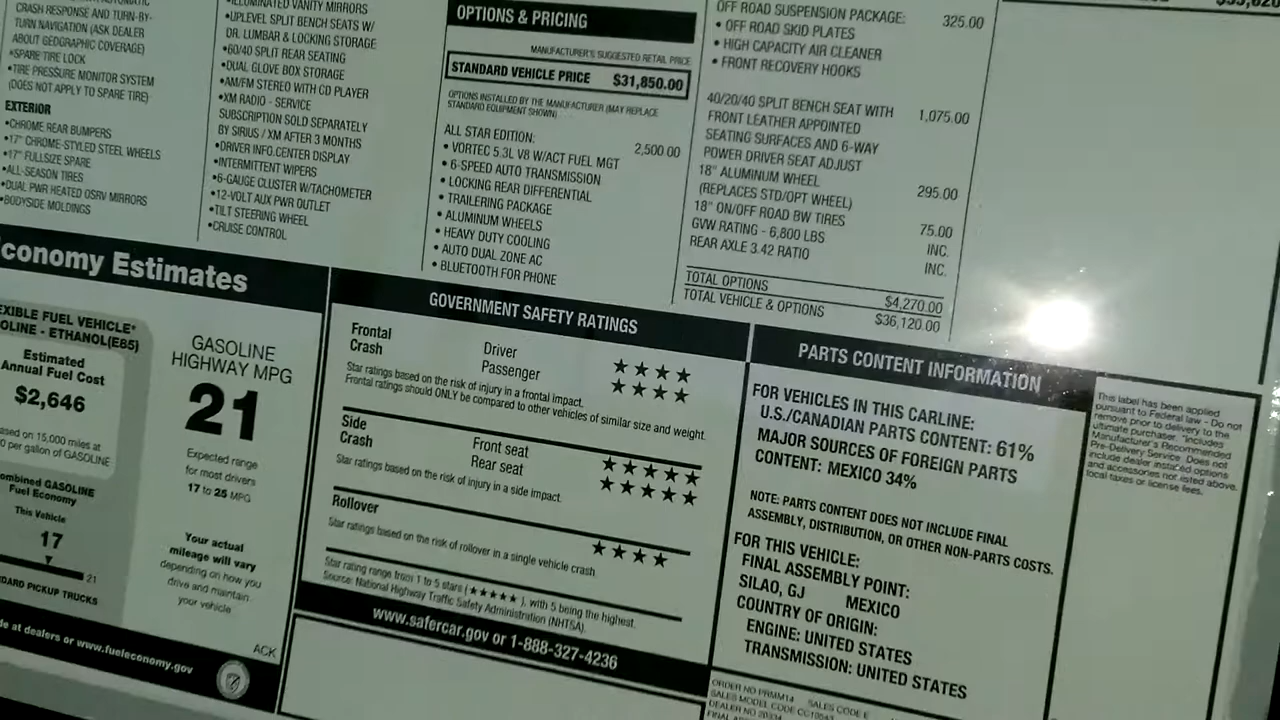 CRASH RESPONSE AND TURN-BY-
TURN NAVIGATION (ASK DEALER
ABOUT GEOGRAPHIC COVERAGE)
•SPARE TIRE LOCK
•TIRE PRESSURE MONITOR SYSTEM
(DOES NOT APPLY TO SPARE TIRE)
EXTERIOR
•CHROME REAR BUMPERS
•17" CHROME-STYLED STEEL WHEELS
•17" FULLSIZE SPARE
•ALL-SEASON TIRES
•DUAL PWR HEATED OSRV MIRRORS
•BODYSIDE MOLDINGS
•ILLUMINATED VANITY MIRRORS
•UPLEVEL SPLIT BENCH SEATS W/
DR. LUMBAR & LOCKING STORAGE
•60/40 SPLIT REAR SEATING
•DUAL GLOVE BOX STORAGE
•AM/FM STEREO WITH CD PLAYER
•XM RADIO - SERVICE
SUBSCRIPTION SOLD SEPARATELY
BY SIRIUS / XM AFTER 3 MONTHS
•DRIVER INFO.CENTER DISPLAY
•INTERMITTENT WIPERS
•6-GAUGE CLUSTER W/TACHOMETER
•12-VOLT AUX PWR OUTLET
•TILT STEERING WHEEL
•CRUISE CONTROL
OPTIONS & PRICING
MANUFACTURER'S SUGGESTED RETAIL PRICE
STANDARD VEHICLE PRICE $31,850.00
OPTIONS INSTALLED BY THE MANUFACTURER (MAY REPLACE
STANDARD EQUIPMENT SHOWN)
ALL STAR EDITION: 2,500.00
• VORTEC 5.3L V8 W/ACT FUEL MGT
• 6-SPEED AUTO TRANSMISSION
• LOCKING REAR DIFFERENTIAL
• TRAILERING PACKAGE
• ALUMINUM WHEELS
• HEAVY DUTY COOLING
• AUTO DUAL ZONE AC
• BLUETOOTH FOR PHONE
OFF ROAD SUSPENSION PACKAGE: 325.00
• OFF ROAD SKID PLATES
• HIGH CAPACITY AIR CLEANER
• FRONT RECOVERY HOOKS
40/20/40 SPLIT BENCH SEAT WITH 1,075.00
FRONT LEATHER APPOINTED
SEATING SURFACES AND 6-WAY
POWER DRIVER SEAT ADJUST
18" ALUMINUM WHEEL 295.00
(REPLACES STD/OPT WHEEL)
18" ON/OFF ROAD BW TIRES 75.00
GVW RATING - 6,800 LBS INC.
REAR AXLE 3.42 RATIO INC.
TOTAL OPTIONS $4,270.00
TOTAL VEHICLE & OPTIONS $36,120.00
conomy Estimates
EXIBLE FUEL VEHICLE*
OLINE - ETHANOL(E85)
Estimated
Annual Fuel Cost
$2,646
ased on 15,000 miles at
0 per gallon of GASOLINE
ombined GASOLINE
Fuel Economy
This Vehicle
17
21
DARD PICKUP TRUCKS
GASOLINE
HIGHWAY MPG
21
Expected range
for most drivers
17 to 25 MPG
Your actual
mileage will vary
depending on how you
drive and maintain
your vehicle
ACK
e at dealers or www.fueleconomy.gov
GOVERNMENT SAFETY RATINGS
Frontal Driver ★★★★
Crash Passenger ★★★★
Star ratings based on the risk of injury in a frontal impact.
Frontal ratings should ONLY be compared to other vehicles of similar size and weight.
Side Front seat ★★★★★
Crash Rear seat ★★★★★
Star ratings based on the risk of injury in a side impact.
Rollover ★★★★
Star ratings based on the risk of rollover in a single vehicle crash
Star rating range from 1 to 5 stars (★★★★★), with 5 being the highest.
Source: National Highway Traffic Safety Administration (NHTSA).
www.safercar.gov or 1-888-327-4236
PARTS CONTENT INFORMATION
FOR VEHICLES IN THIS CARLINE:
U.S./CANADIAN PARTS CONTENT: 61%
MAJOR SOURCES OF FOREIGN PARTS
CONTENT: MEXICO 34%
NOTE: PARTS CONTENT DOES NOT INCLUDE FINAL
ASSEMBLY, DISTRIBUTION, OR OTHER NON-PARTS COSTS.
FOR THIS VEHICLE:
FINAL ASSEMBLY POINT:
SILAO, GJ MEXICO
COUNTRY OF ORIGIN:
ENGINE: UNITED STATES
TRANSMISSION: UNITED STATES
ORDER NO PRMM14 SALES CODE E
SALES MODEL CODE
DEALER NO
This label has been applied
pursuant to Federal law - Do not
remove prior to delivery to the
ultimate purchaser. *Includes
Manufacturer's Recommended
Pre-Delivery Service. Does not
include dealer installed options
and accessories not listed above,
local taxes or license fees.